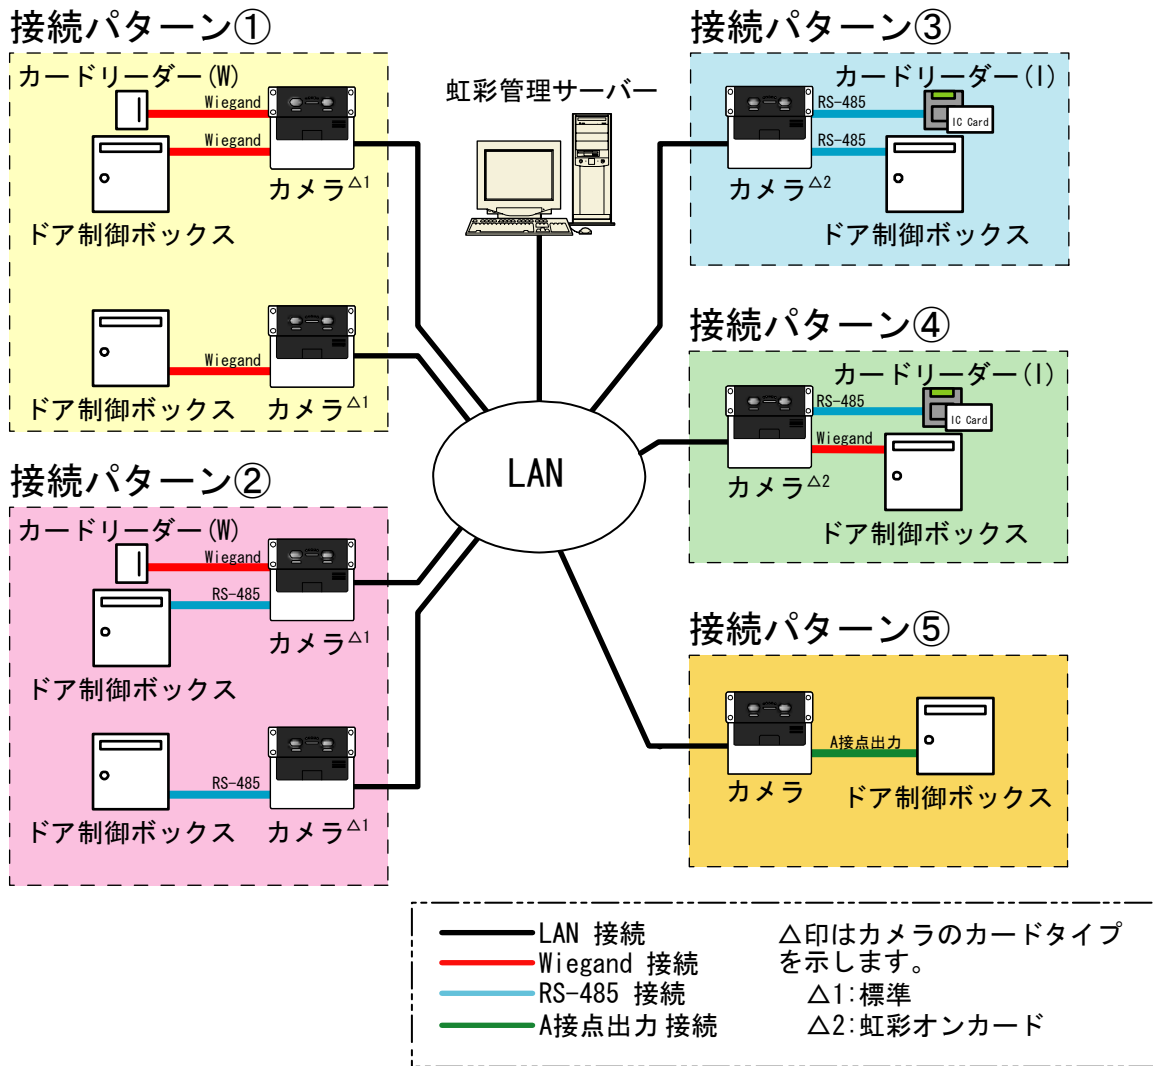 接続パターン①
カードリーダー(W)
Wiegand
Wiegand
カメラ△1
ドア制御ボックス
Wiegand
ドア制御ボックス
カメラ△1
接続パターン②
カードリーダー(W)
Wiegand
RS-485
カメラ△1
ドア制御ボックス
RS-485
ドア制御ボックス
カメラ△1
虹彩管理サーバー
LAN
接続パターン③
カードリーダー(I)
RS-485
IC Card
RS-485
カメラ△2
ドア制御ボックス
接続パターン④
カードリーダー(I)
RS-485
IC Card
Wiegand
カメラ△2
ドア制御ボックス
接続パターン⑤
A接点出力
カメラ
ドア制御ボックス
LAN 接続
Wiegand 接続
RS-485 接続
A接点出力 接続
△印はカメラのカードタイプ
を示します。
△1:標準
△2:虹彩オンカード